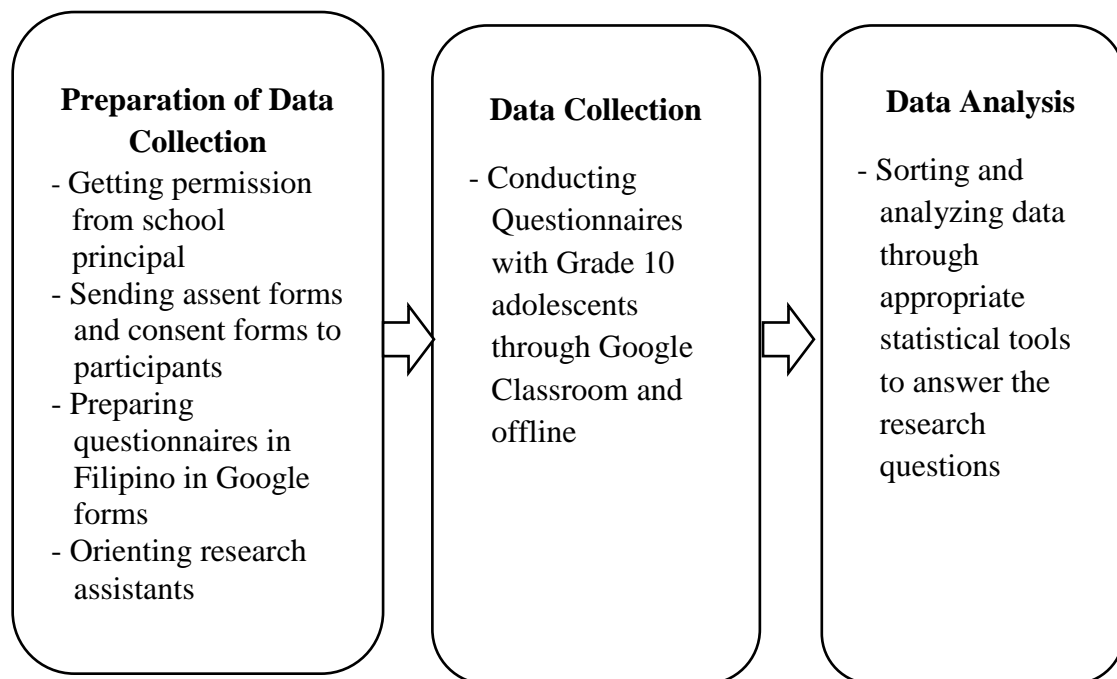 Preparation of Data
Collection
- Getting permission
from school
principal
- Sending assent forms
and consent forms to
participants
- Preparing
questionnaires in
Filipino in Google
forms
- Orienting research
assistants
Data Collection
- Conducting
Questionnaires
with Grade 10
adolescents
through Google
Classroom and
offline
Data Analysis
- Sorting and
analyzing data
through
appropriate
statistical tools
to answer the
research
questions